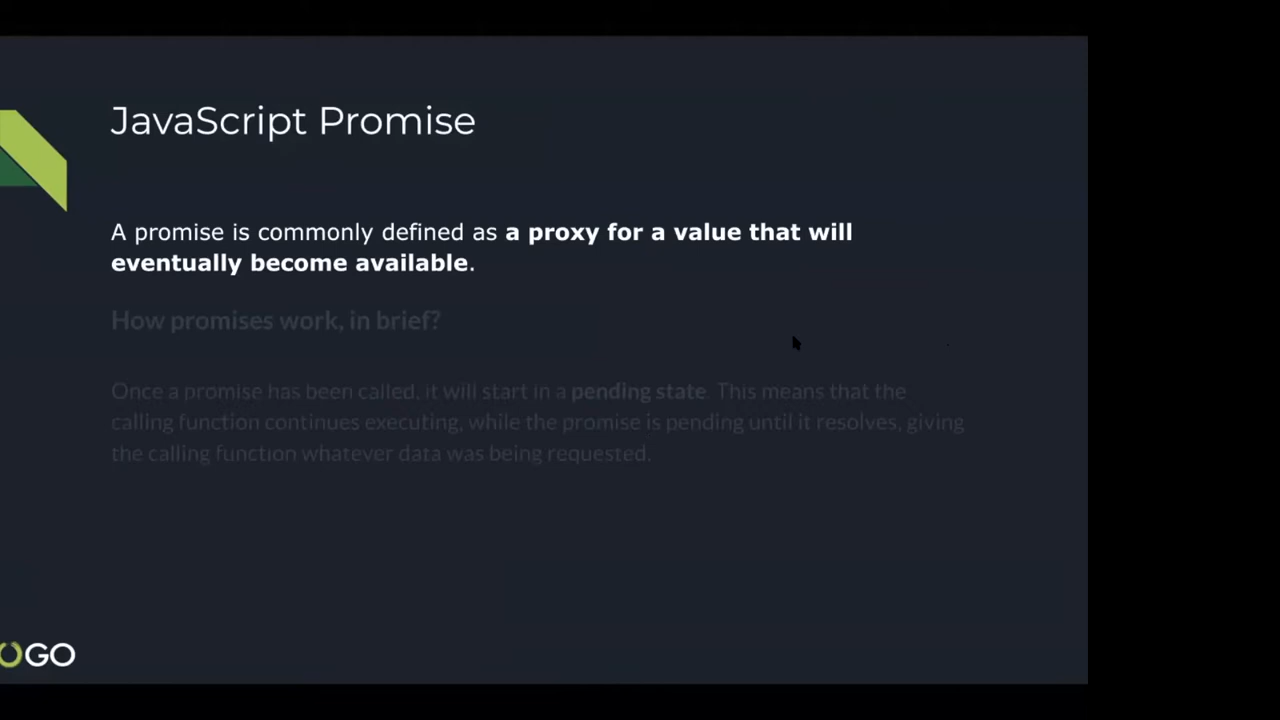 JavaScript Promise
A promise is commonly defined as a proxy for a value that will
eventually become available.
How promises work, in brief?
Once a promise has been called, it will start in a pending state. This means that the
calling function continues executing, while the promise is pending until it resolves, giving
the calling function whatever data was being requested.
UGO